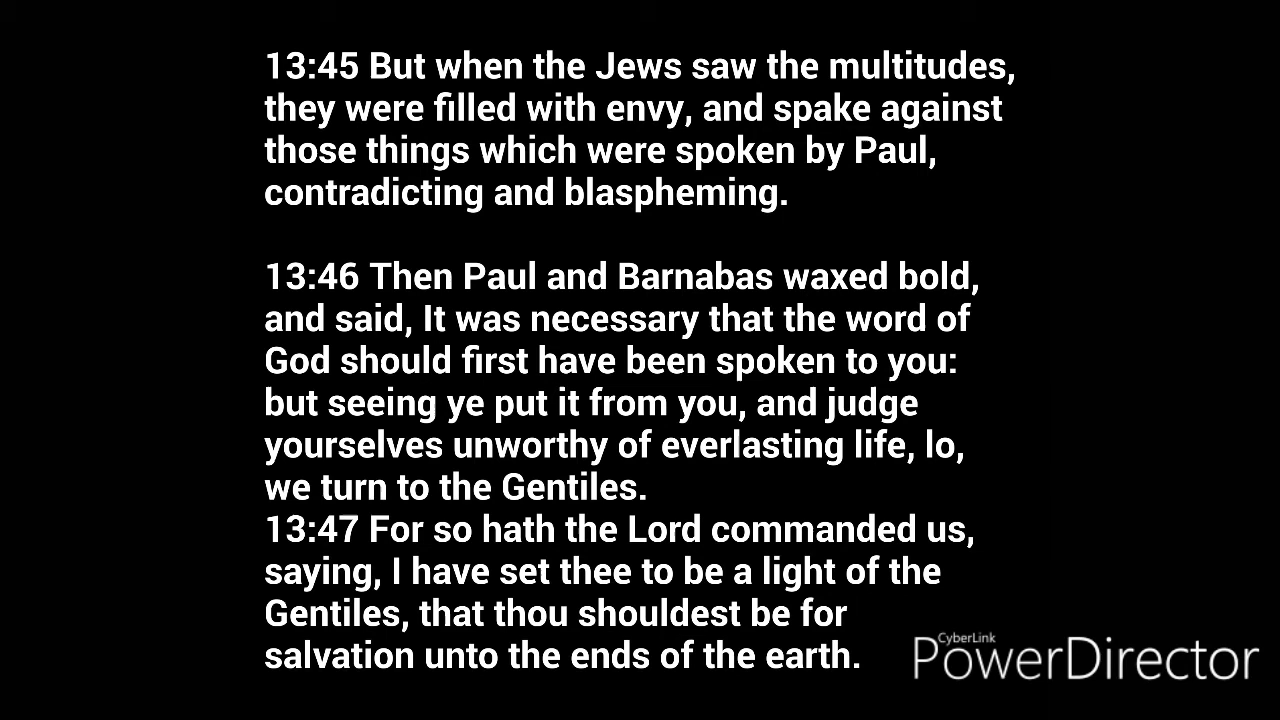 13:45 But when the Jews saw the multitudes,
they were filled with envy, and spake against
those things which were spoken by Paul,
contradicting and blaspheming.
13:46 Then Paul and Barnabas waxed bold,
and said, It was necessary that the word of
God should first have been spoken to you:
but seeing ye put it from you, and judge
yourselves unworthy of everlasting life, lo,
we turn to the Gentiles.
13:47 For so hath the Lord commanded us,
saying, I have set thee to be a light of the
Gentiles, that thou shouldest be for
salvation unto the ends of the earth.
CyberLink
PowerDirector